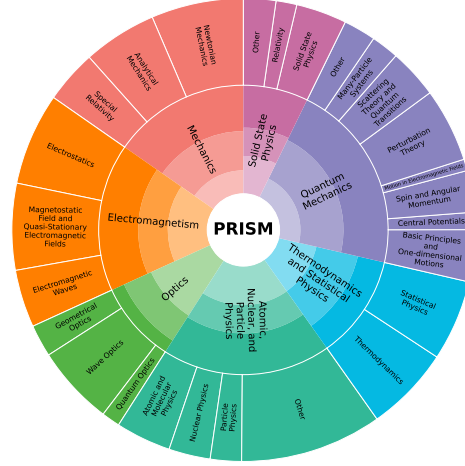 PRISM
Solid State
Physics
Other
Relativity
Solid State
Physics
Quantum
Mechanics
Other
Many-Particle
Systems
Scattering
Theory and
Quantum
Transitions
Perturbation
Theory
Motion in Electromagnetic Fields
Spin and Angular
Momentum
Central Potentials
Basic Principles
and
One-dimensional
Motions
Thermodynamics
and Statistical
Physics
Statistical
Physics
Thermodynamics
Atomic,
Nuclear, and
Particle
Physics
Other
Particle
Physics
Nuclear Physics
Atomic and
Molecular
Physics
Optics
Quantum Optics
Wave Optics
Geometrical
Optics
Electromagnetism
Electromagnetic
Waves
Magnetostatic
Field and
Quasi-Stationary
Electromagnetic
Fields
Electrostatics
Mechanics
Special
Relativity
Analytical
Mechanics
Newtonian
Mechanics